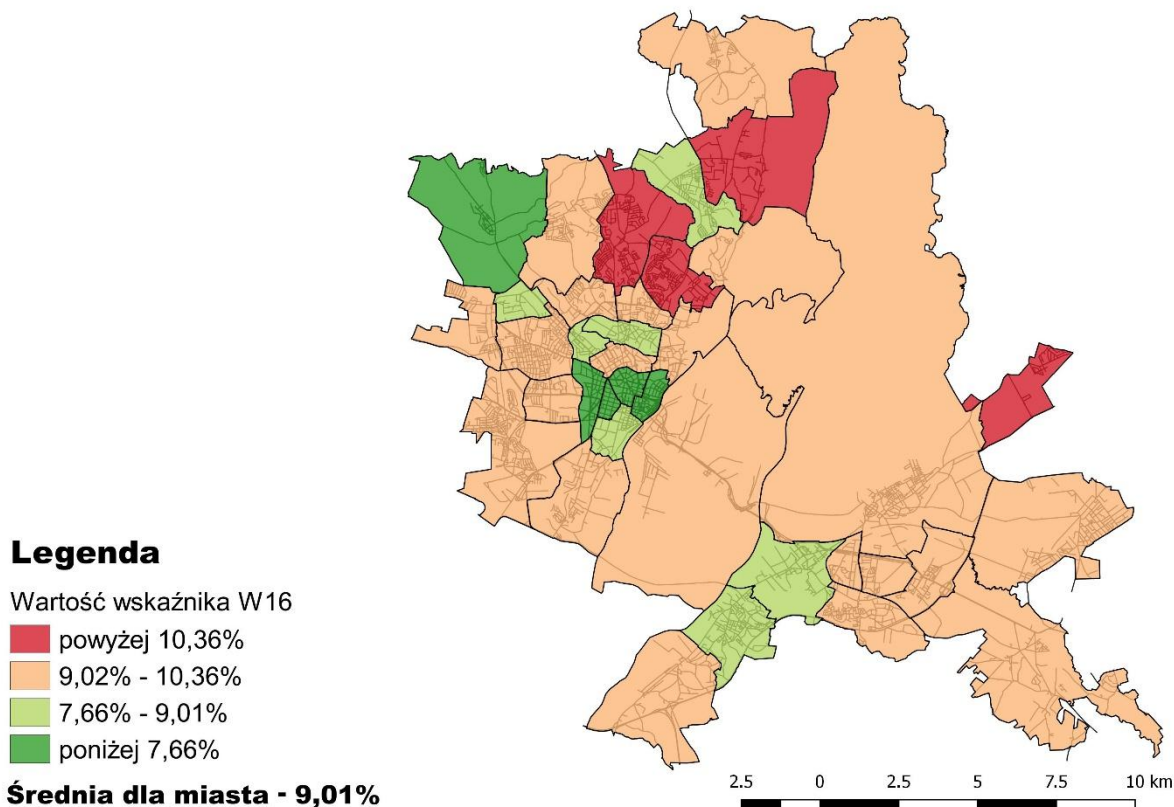 Legenda
Wartość wskaźnika W16
powyżej 10,36%
9,02% - 10,36%
7,66% - 9,01%
poniżej 7,66%
Średnia dla miasta - 9,01%
2.5 0 2.5 5 7.5 10 km